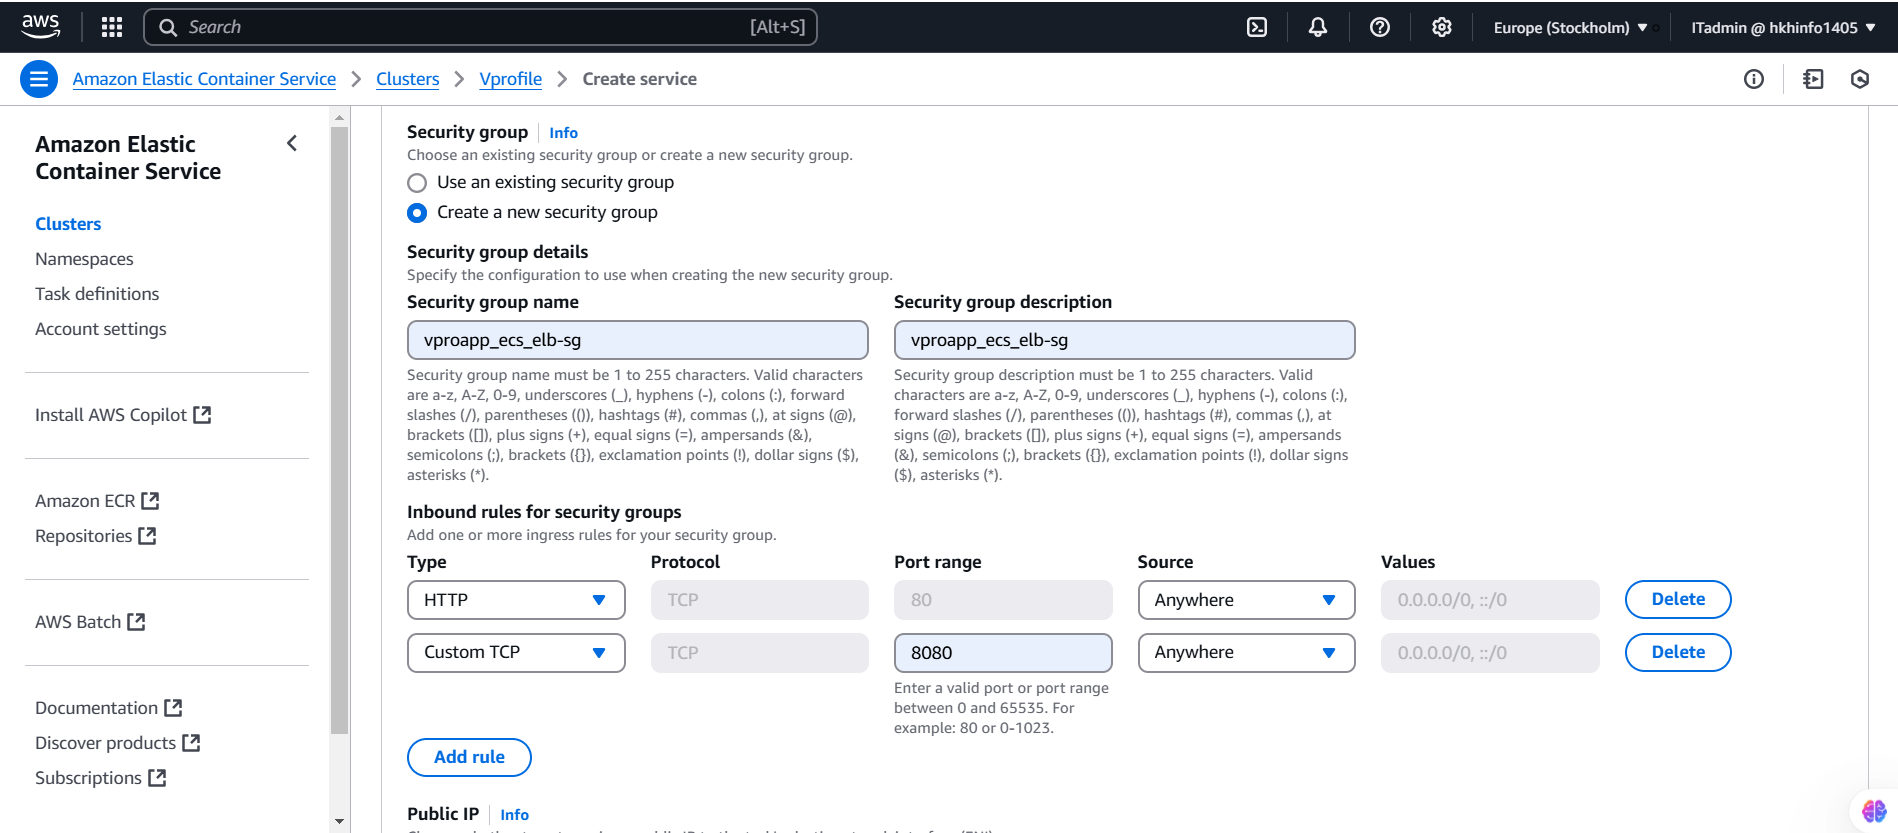 aws Search [Alt+S] Europe (Stockholm) ITadmin @ hkhinfo1405
Amazon Elastic Container Service Clusters Vprofile Create service
Amazon Elastic
Container Service
Clusters
Namespaces
Task definitions
Account settings
Install AWS Copilot
Amazon ECR
Repositories
AWS Batch
Documentation
Discover products
Subscriptions
Security group Info
Choose an existing security group or create a new security group.
Use an existing security group
Create a new security group
Security group details
Specify the configuration to use when creating the new security group.
Security group name
vproapp_ecs_elb-sg
Security group name must be 1 to 255 characters. Valid characters
are a-z, A-Z, 0-9, underscores (_), hyphens (-), colons (:), forward
slashes (/), parentheses (()), hashtags (#), commas (,), at signs (@),
brackets ([]), plus signs (+), equal signs (=), ampersands (&),
semicolons (;), brackets ({}), exclamation points (!), dollar signs ($),
asterisks (*).
Security group description
vproapp_ecs_elb-sg
Security group description must be 1 to 255 characters. Valid
characters are a-z, A-Z, 0-9, underscores (_), hyphens (-), colons (:),
forward slashes (/), parentheses (()), hashtags (#), commas (,), at
signs (@), brackets ([]), plus signs (+), equal signs (=), ampersands
(&), semicolons (;), brackets ({}), exclamation points (!), dollar signs
($), asterisks (*).
Inbound rules for security groups
Add one or more ingress rules for your security group.
Type Protocol Port range Source Values
HTTP TCP 80 Anywhere 0.0.0.0/0, ::/0 Delete
Custom TCP TCP 8080 Anywhere 0.0.0.0/0, ::/0 Delete
Enter a valid port or port range
between 0 and 65535. For
example: 80 or 0-1023.
Add rule
Public IP Info